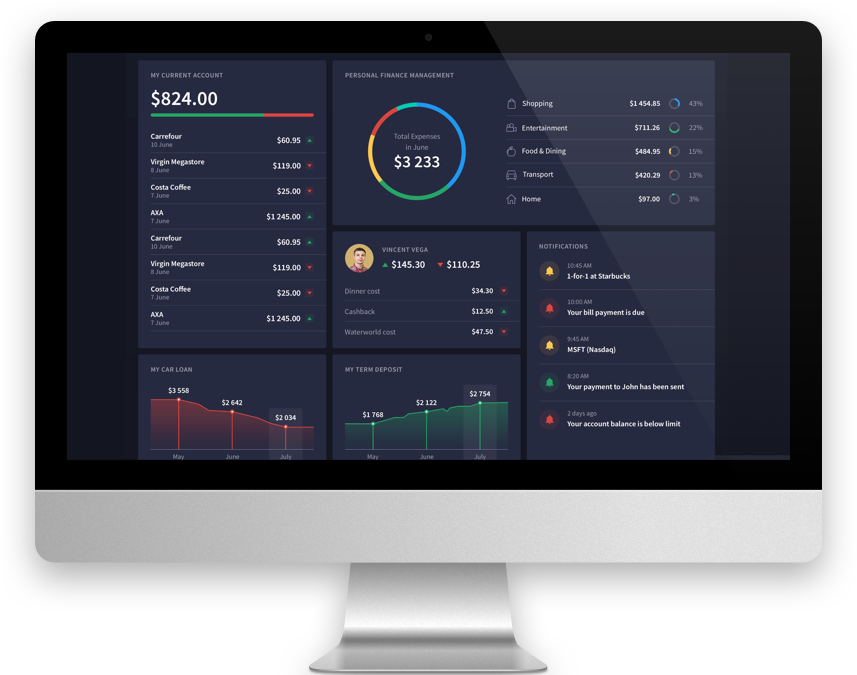 MY CURRENT ACCOUNT
$824.00
Carrefour
10 June
$60.95
Virgin Megastore
8 June
$119.00
Costa Coffee
7 June
$25.00
AXA
7 June
$1 245.00
Carrefour
10 June
$60.95
Virgin Megastore
8 June
$119.00
Costa Coffee
7 June
$25.00
AXA
7 June
$1 245.00
PERSONAL FINANCE MANAGEMENT
Total Expenses
in June
$3 233
Shopping $1 454.85 43%
Entertainment $711.26 22%
Food & Dining $484.95 15%
Transport $420.29 13%
Home $97.00 3%
VINCENT VEGA
$145.30 $110.25
Dinner cost $34.30
Cashback $12.50
Waterworld cost $47.50
NOTIFICATIONS
10:45 AM
1-for-1 at Starbucks
10:00 AM
Your bill payment is due
9:45 AM
MSFT (Nasdaq)
8:20 AM
Your payment to John has been sent
2 days ago
Your account balance is below limit
MY CAR LOAN
$3 558
$2 642
$2 034
May June July
MY TERM DEPOSIT
$1 768
$2 122
$2 754
May June July